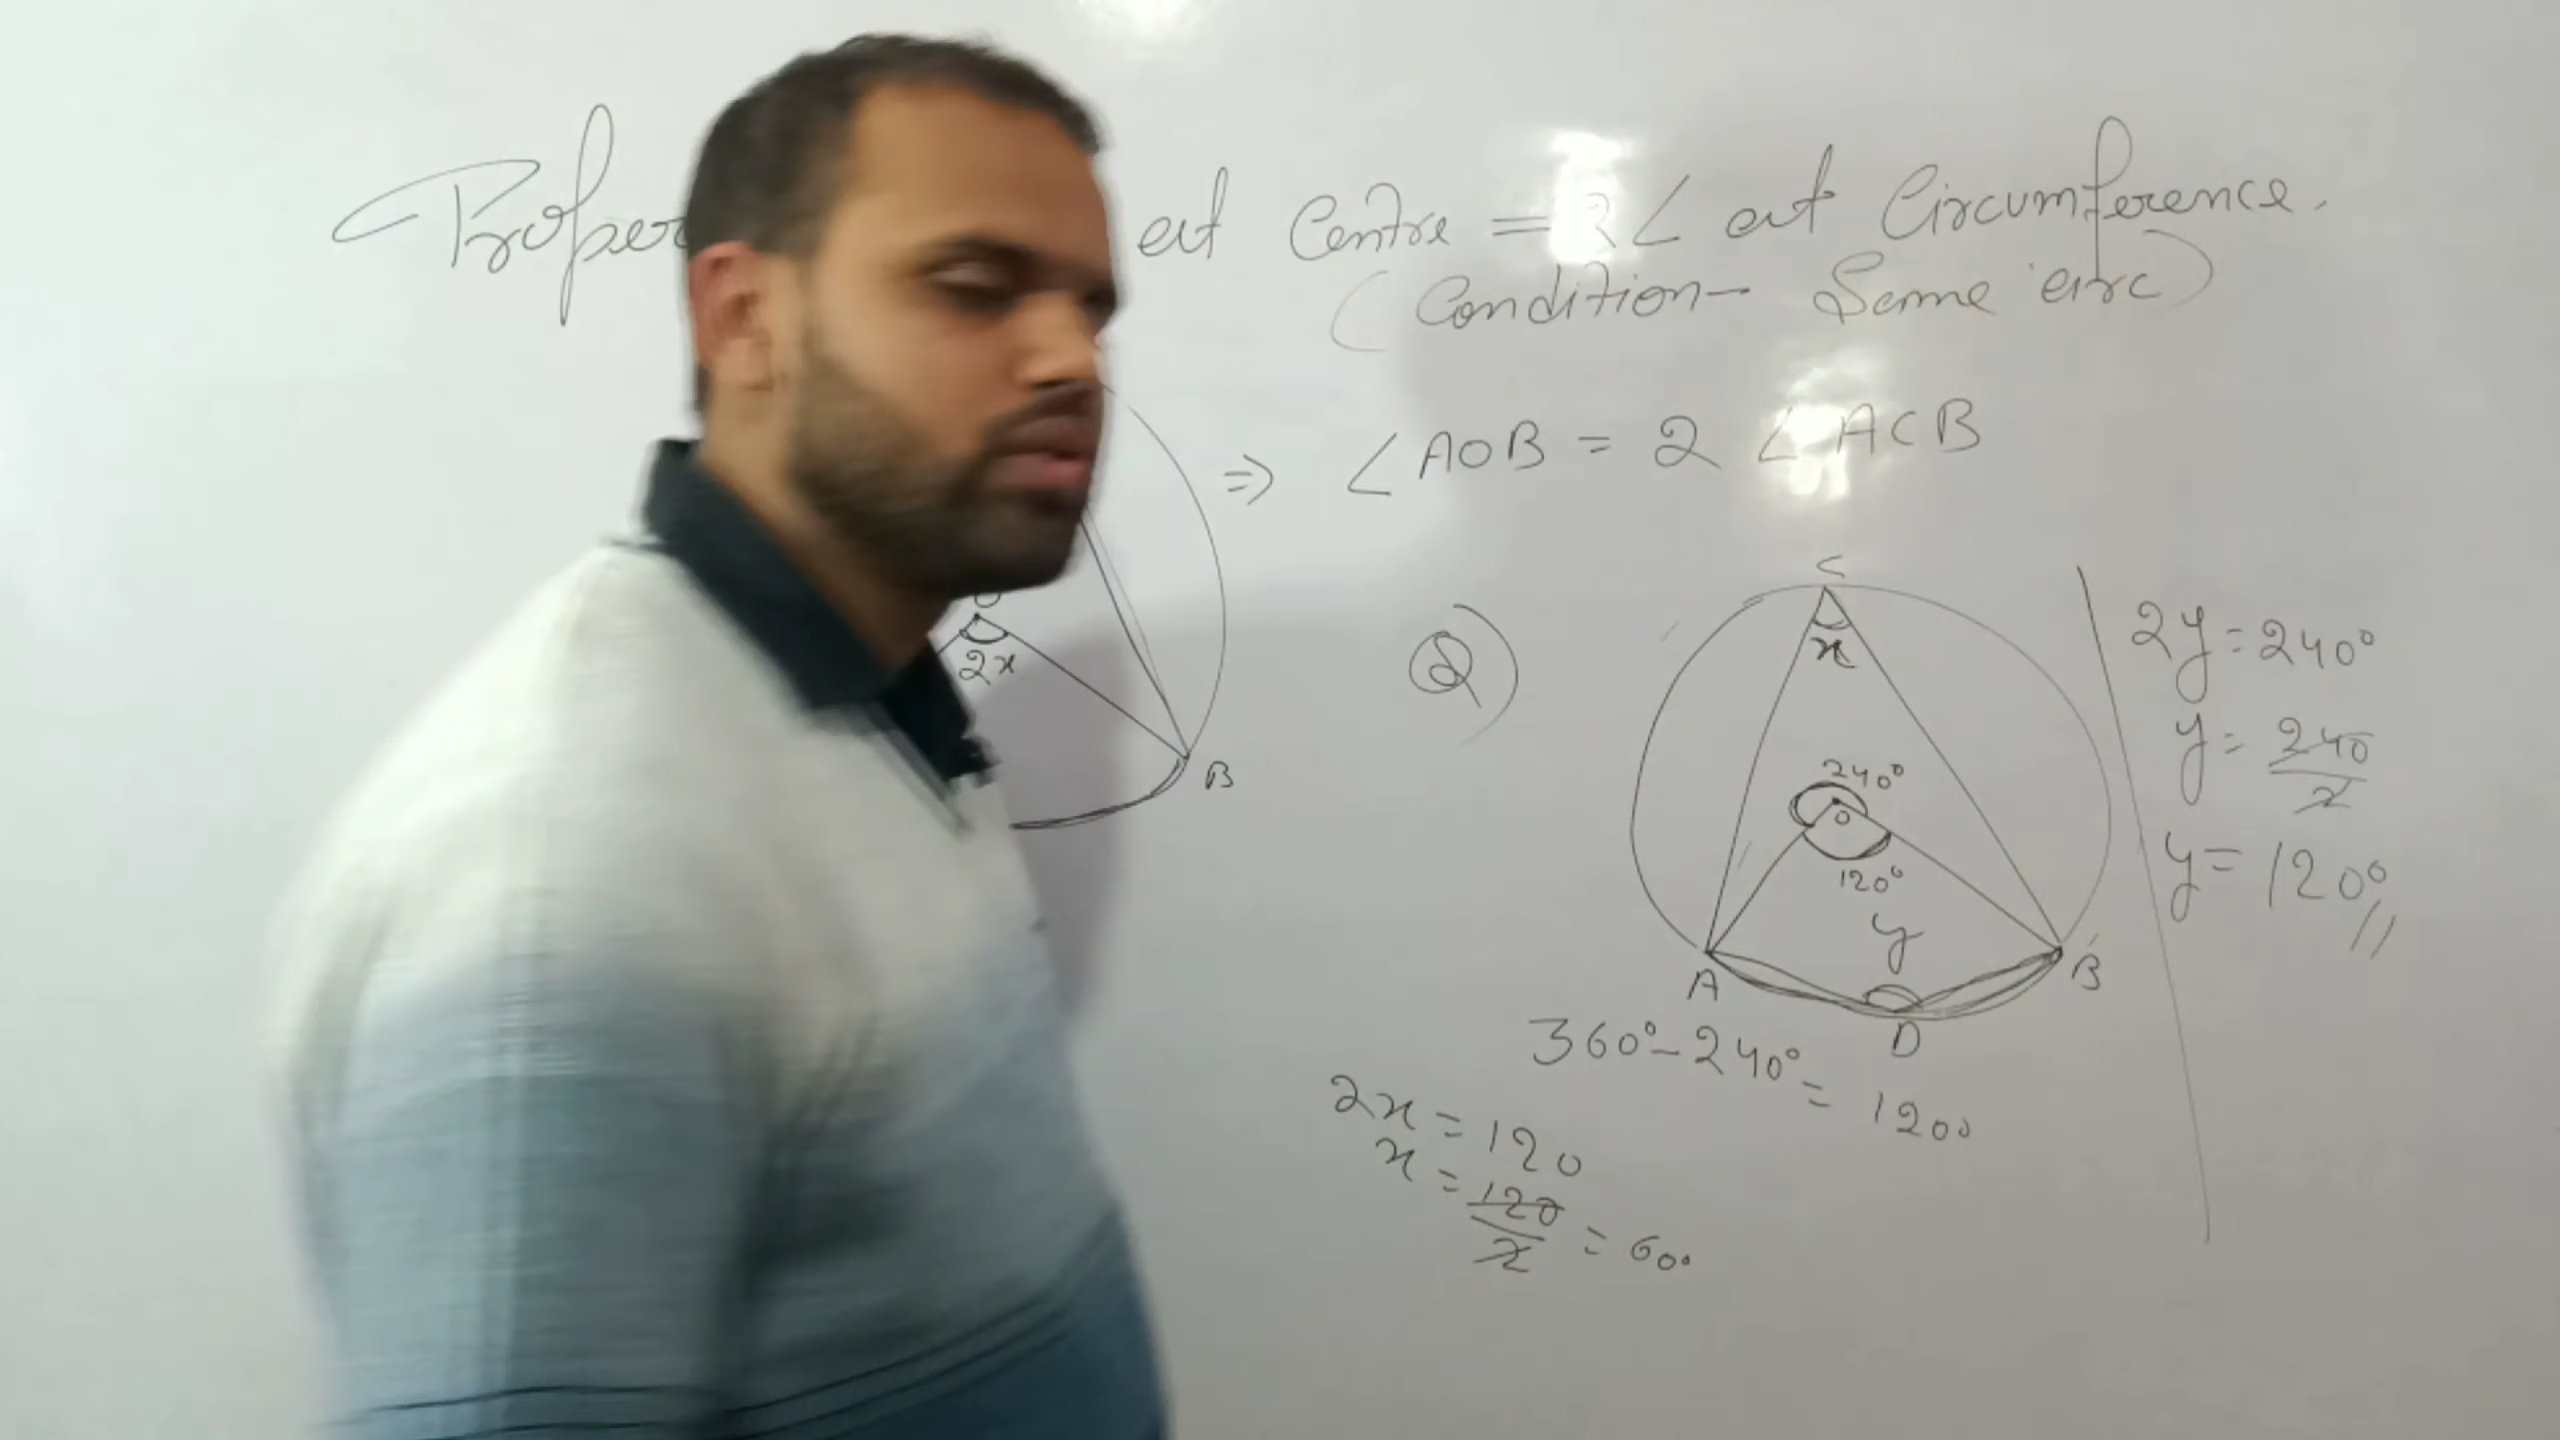 at Centre = 2∠ at Circumference.
(Condition- Same arc)
⇒ ∠AOB = 2 ∠ACB
O
2x
B
Q)
C
x
240°
O
120°
y
A
B
D
360°-240° = 120°
2x = 120
x = 120/2 = 60°
2y = 240°
y = 240/2
y = 120°//